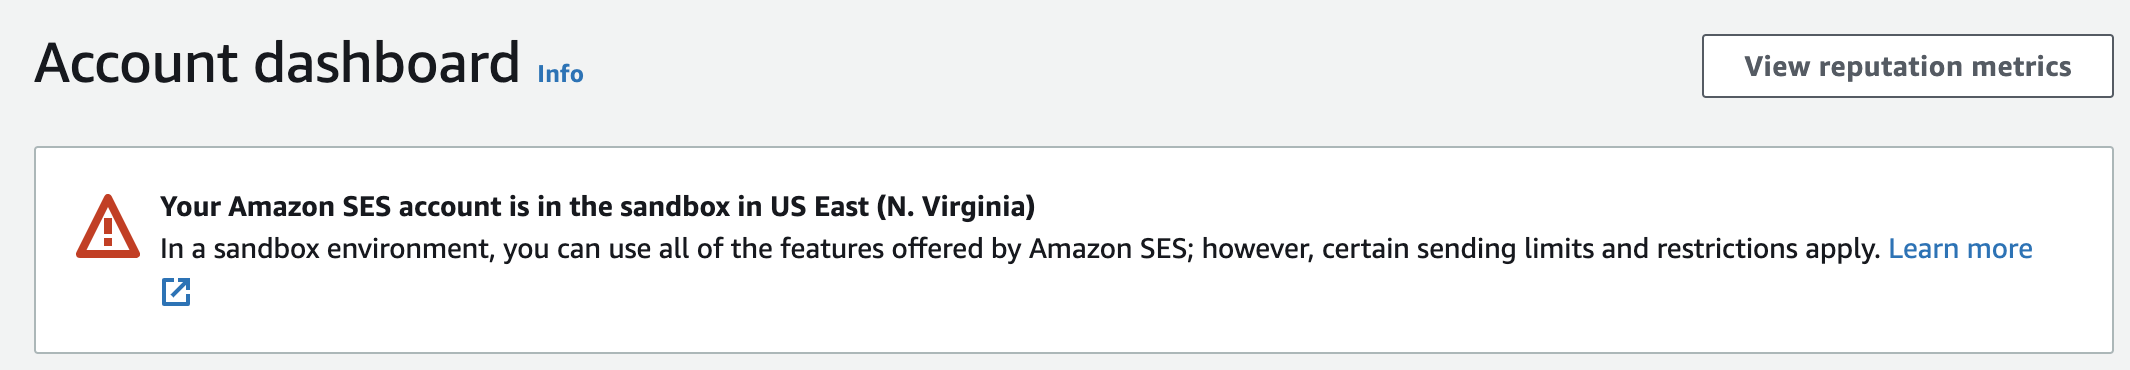 Account dashboard Info
View reputation metrics
Your Amazon SES account is in the sandbox in US East (N. Virginia)
In a sandbox environment, you can use all of the features offered by Amazon SES; however, certain sending limits and restrictions apply. Learn more